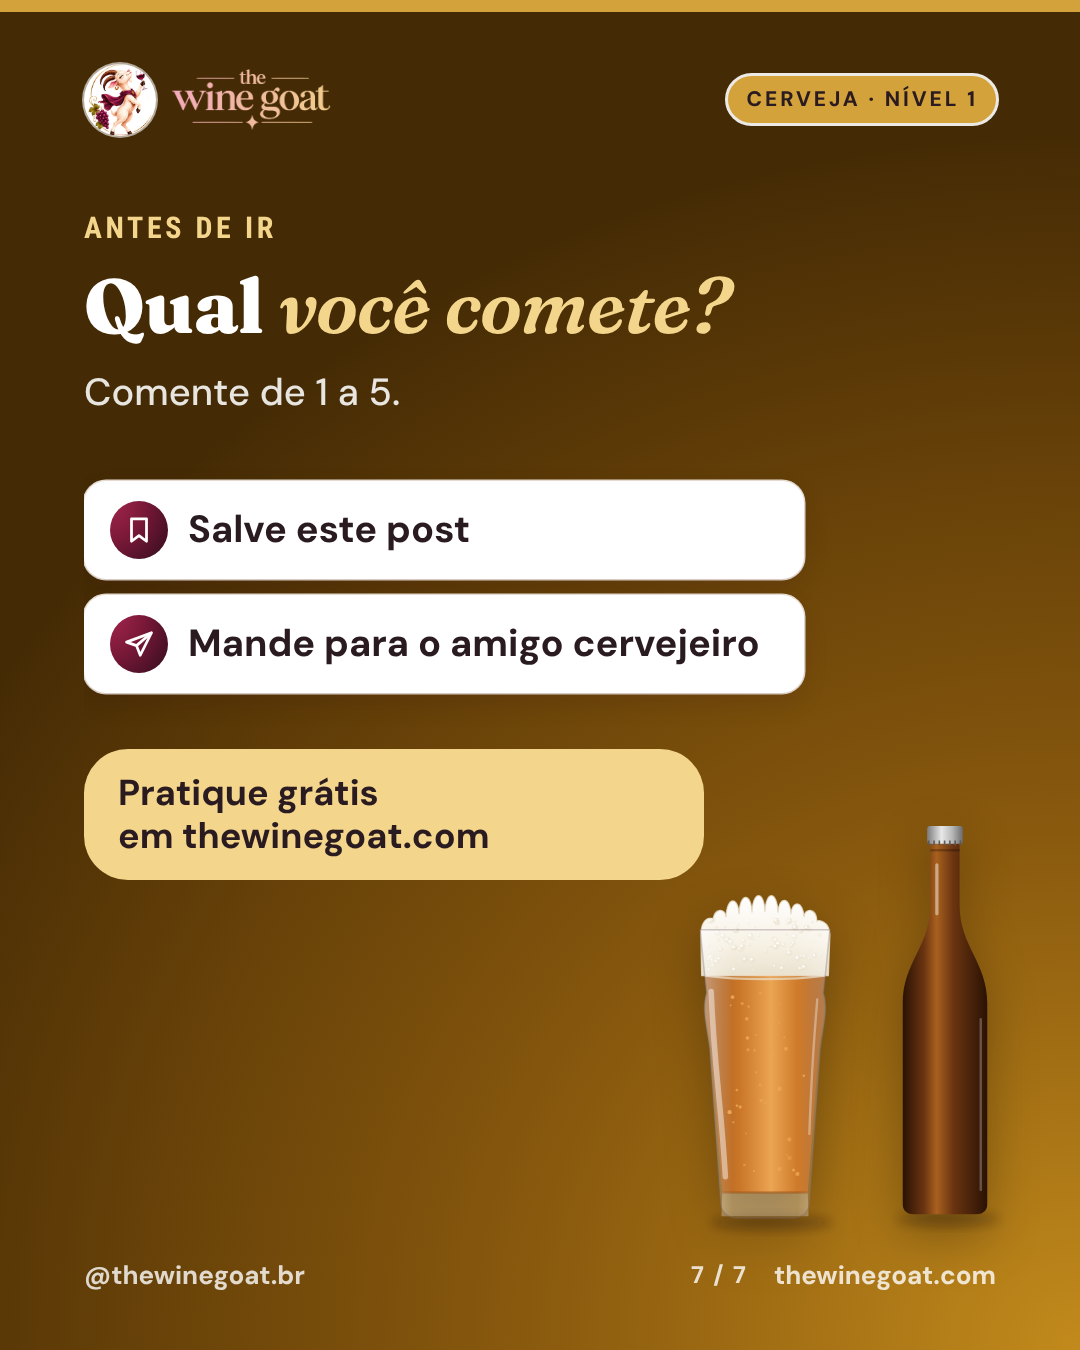 the
wine goat
CERVEJA · NÍVEL 1
ANTES DE IR
Qual você comete?
Comente de 1 a 5.
Salve este post
Mande para o amigo cervejeiro
Pratique grátis
em thewinegoat.com
@thewinegoat.br
7 / 7
thewinegoat.com